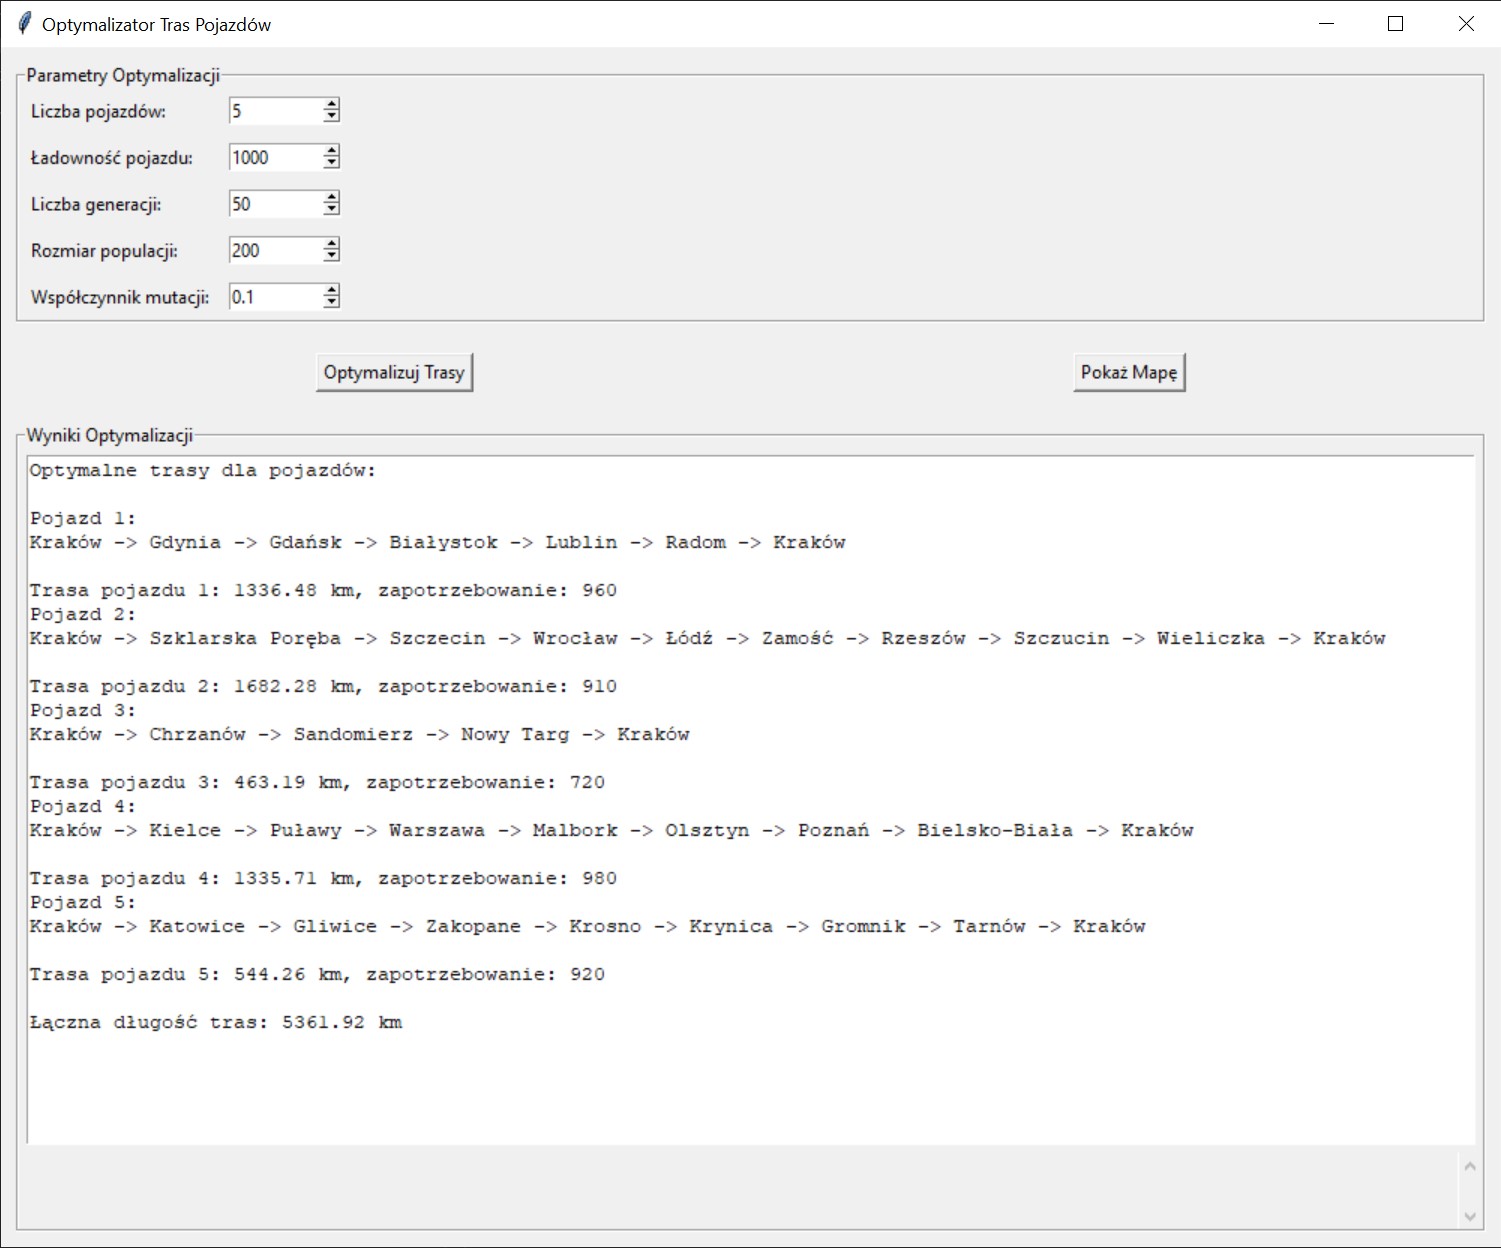 Optymalizator Tras Pojazdów
Parametry Optymalizacji
Liczba pojazdów: 5
Ładowność pojazdu: 1000
Liczba generacji: 50
Rozmiar populacji: 200
Współczynnik mutacji: 0.1
Optymalizuj Trasy Pokaż Mapę
Wyniki Optymalizacji
Optymalne trasy dla pojazdów:
Pojazd 1:
Kraków -> Gdynia -> Gdańsk -> Białystok -> Lublin -> Radom -> Kraków
Trasa pojazdu 1: 1336.48 km, zapotrzebowanie: 960
Pojazd 2:
Kraków -> Szklarska Poręba -> Szczecin -> Wrocław -> Łódź -> Zamość -> Rzeszów -> Szczucin -> Wieliczka -> Kraków
Trasa pojazdu 2: 1682.28 km, zapotrzebowanie: 910
Pojazd 3:
Kraków -> Chrzanów -> Sandomierz -> Nowy Targ -> Kraków
Trasa pojazdu 3: 463.19 km, zapotrzebowanie: 720
Pojazd 4:
Kraków -> Kielce -> Puławy -> Warszawa -> Malbork -> Olsztyn -> Poznań -> Bielsko-Biała -> Kraków
Trasa pojazdu 4: 1335.71 km, zapotrzebowanie: 980
Pojazd 5:
Kraków -> Katowice -> Gliwice -> Zakopane -> Krosno -> Krynica -> Gromnik -> Tarnów -> Kraków
Trasa pojazdu 5: 544.26 km, zapotrzebowanie: 920
Łączna długość tras: 5361.92 km